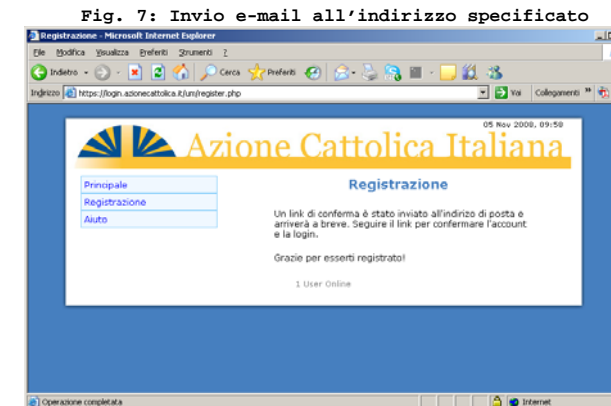 Fig. 7: Invio e-mail all'indirizzo specificato
Registrazione - Microsoft Internet Explorer
File Modifica Visualizza Preferiti Strumenti ?
Indietro Cerca Preferiti
Indirizzo https://login.azionecattolica.it/um/register.php Vai Collegamenti »
05 Nov 2008, 09:58
Azione Cattolica Italiana
Principale
Registrazione
Aiuto
Registrazione
Un link di conferma è stato inviato all'indirizo di posta e
arriverà a breve. Seguire il link per confermare l'account
e la login.
Grazie per esserti registrato!
1 User Online
Operazione completata Internet